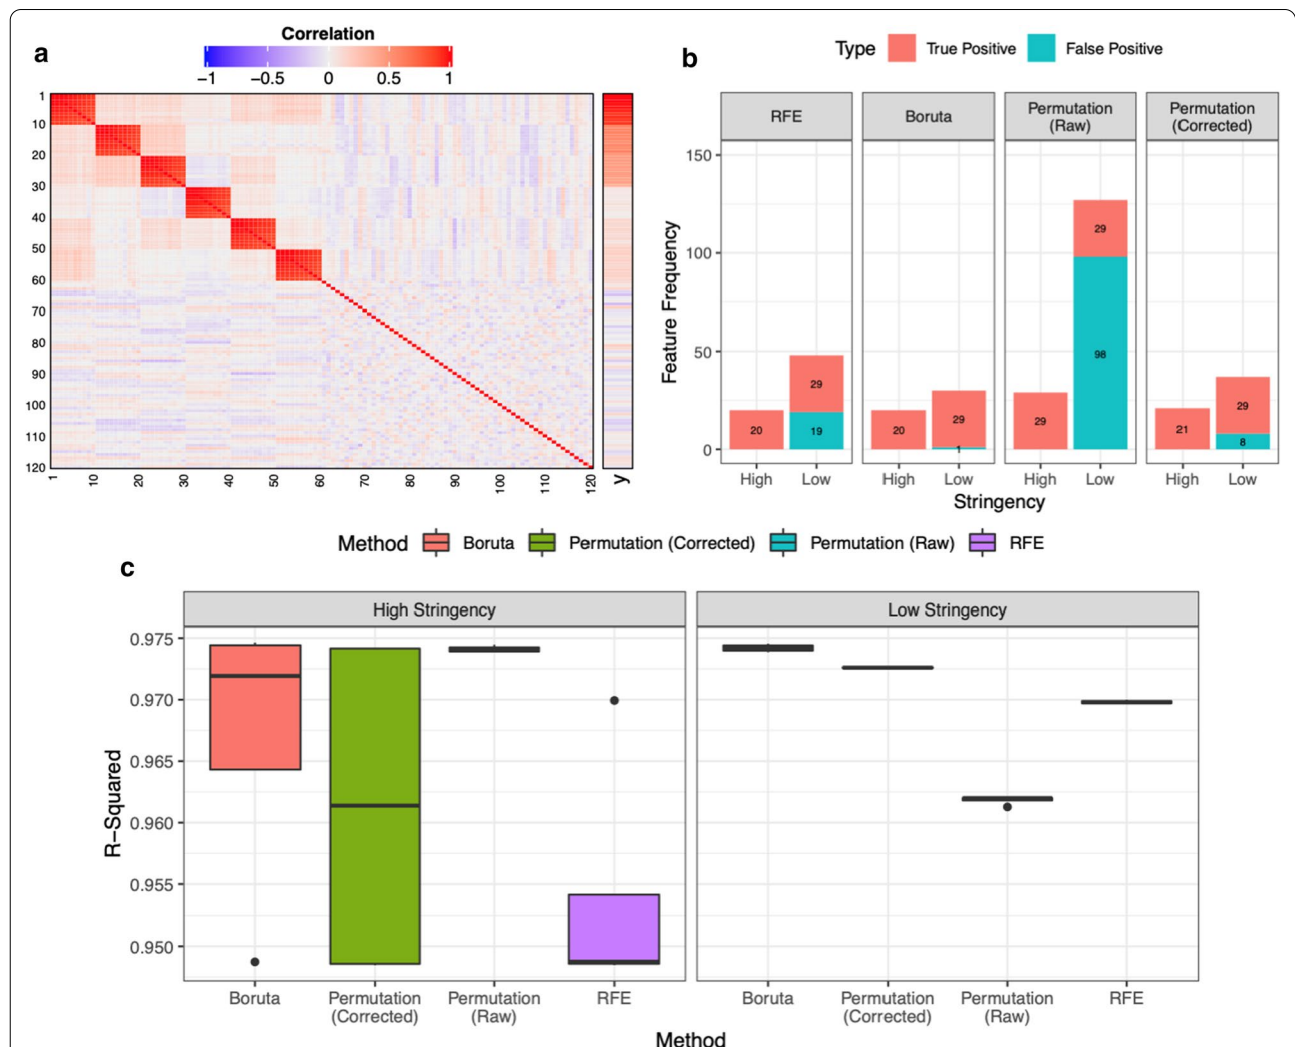 a
Correlation
−1 −0.5 0 0.5 1
1
10
20
30
40
50
60
70
80
90
100
110
120
1 10 20 30 40 50 60 70 80 90 100 110 120
y
b
Type True Positive False Positive
RFE Boruta Permutation (Raw) Permutation (Corrected)
Feature Frequency
150
100
50
0
20 29 19
20 29 1
29 29 98
21 29 8
High Low High Low High Low High Low
Stringency
Method Boruta Permutation (Corrected) Permutation (Raw) RFE
c
High Stringency Low Stringency
R−Squared
0.975
0.970
0.965
0.960
0.955
0.950
Boruta Permutation (Corrected) Permutation (Raw) RFE Boruta Permutation (Corrected) Permutation (Raw) RFE
Method